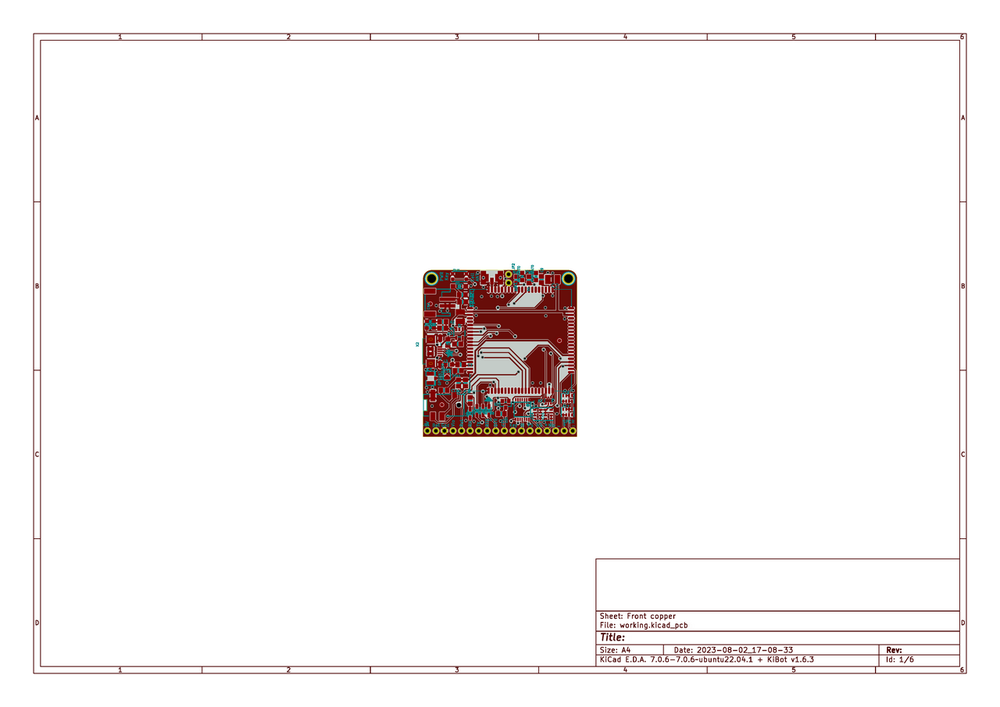 1 2 3 4 5 6
A A
B B
C C
D D
Sheet: Front copper
File: working.kicad_pcb
Title:
Size: A4 Date: 2023-08-02_17-08-33 Rev:
KiCad E.D.A. 7.0.6-7.0.6-ubuntu22.04.1 + KiBot v1.6.3 Id: 1/6
1 2 3 4 5 6